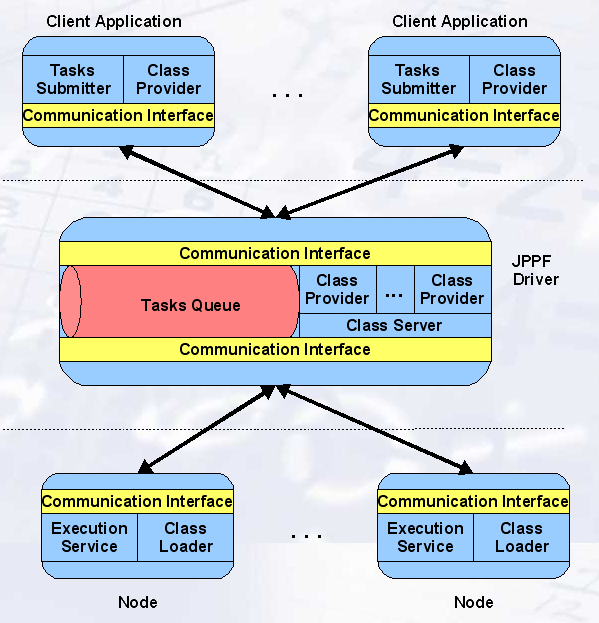 Client Application
Client Application
Tasks Submitter
Class Provider
Communication Interface
. . .
Tasks Submitter
Class Provider
Communication Interface
Communication Interface
JPPF Driver
Tasks Queue
Class Provider
...
Class Provider
Class Server
Communication Interface
Communication Interface
Execution Service
Class Loader
. . .
Communication Interface
Execution Service
Class Loader
Node
Node